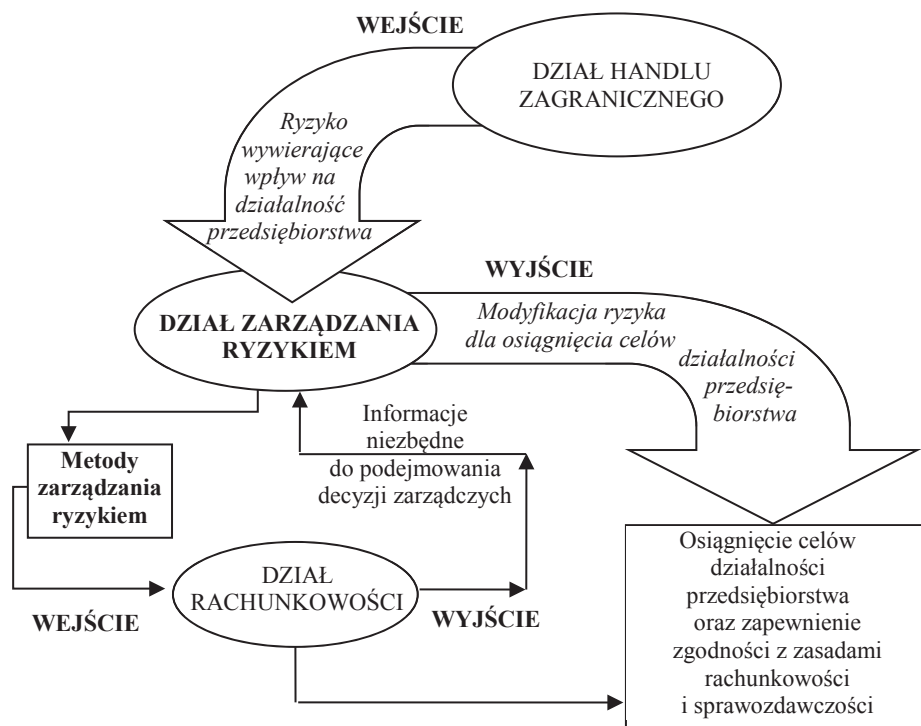 WEJŚCIE
DZIAŁ HANDLU
ZAGRANICZNEGO
Ryzyko
wywierające
wpływ na
działalność
przedsiębiorstwa
WYJŚCIE
DZIAŁ ZARZĄDZANIA
RYZYKIEM
Modyfikacja ryzyka
dla osiągnięcia celów
działalności
przedsię-
biorstwa
Informacje
niezbędne
do podejmowania
decyzji zarządczych
Metody
zarządzania
ryzykiem
DZIAŁ
RACHUNKOWOŚCI
WEJŚCIE
WYJŚCIE
Osiągnięcie celów
działalności
przedsiębiorstwa
oraz zapewnienie
zgodności z zasadami
rachunkowości
i sprawozdawczości